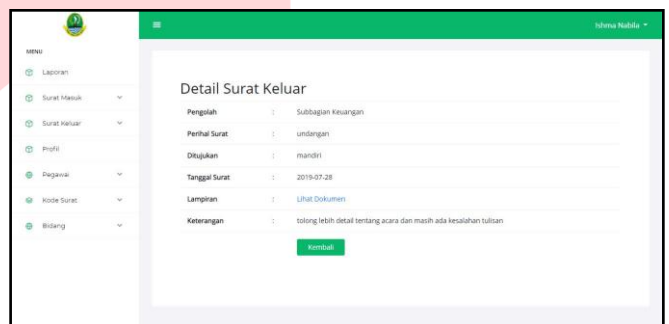 Ishma Nabila
MENU
Laporan
Surat Masuk
Surat Keluar
Profil
Pegawai
Kode Surat
Bidang
Detail Surat Keluar
Pengolah : Subbagian Keuangan
Perihal Surat : undangan
Ditujukan : mandiri
Tanggal Surat : 2019-07-28
Lampiran : Lihat Dokumen
Keterangan : tolong lebih detail tentang acara dan masih ada kesalahan tulisan
Kembali